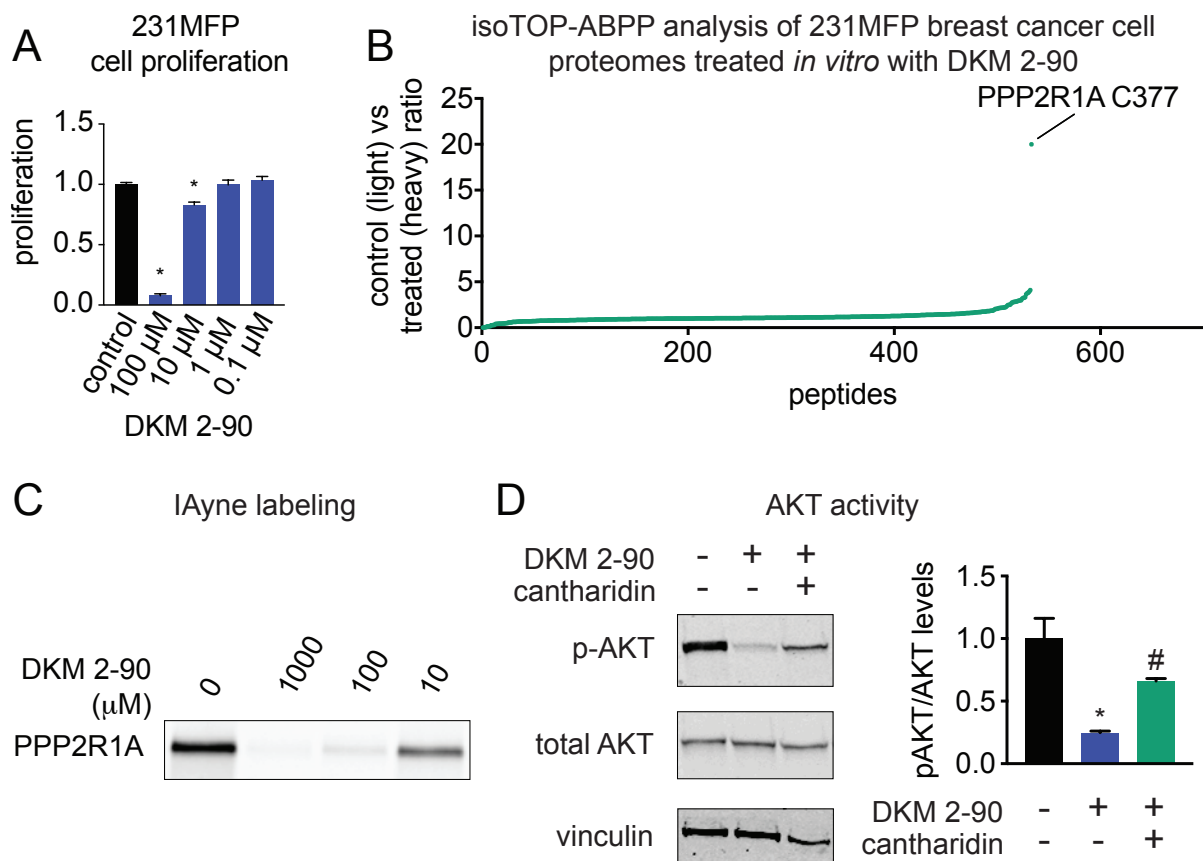 A
231MFP
cell proliferation
proliferation
1.5
1.0
0.5
0.0
*
*
control
100 µM
10 µM
1 µM
0.1 µM
DKM 2-90
B
isoTOP-ABPP analysis of 231MFP breast cancer cell
proteomes treated in vitro with DKM 2-90
control (light) vs
treated (heavy) ratio
25
20
15
10
5
0
PPP2R1A C377
0
200
400
600
peptides
C
IAyne labeling
DKM 2-90
(µM)
0
1000
100
10
PPP2R1A
D
AKT activity
DKM 2-90 - + +
cantharidin - - +
p-AKT
total AKT
vinculin
pAKT/AKT levels
1.5
1.0
0.5
0.0
*
#
DKM 2-90 - + +
cantharidin - - +